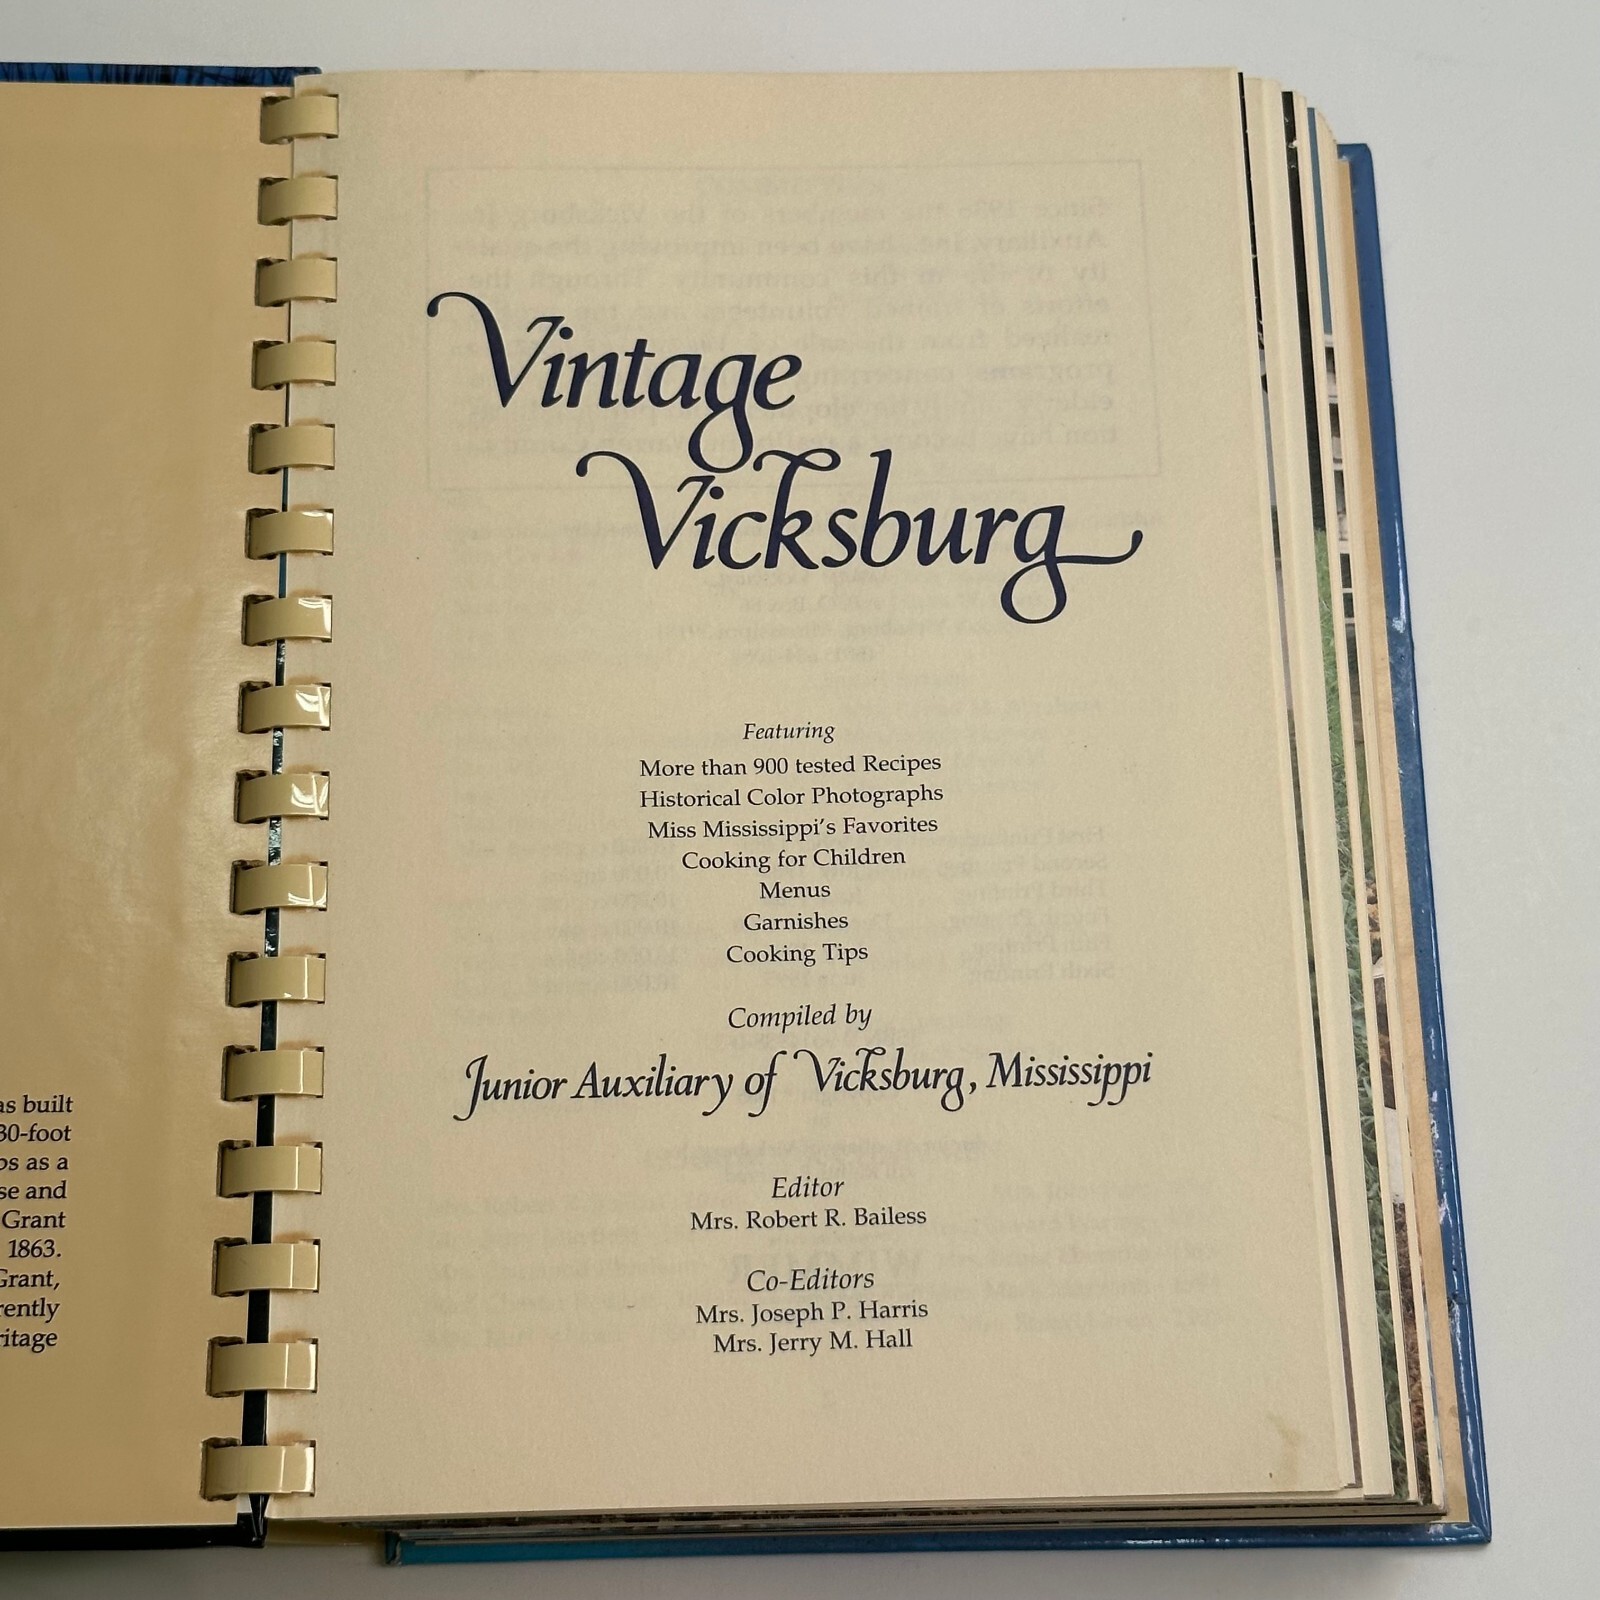 as built
30-foot
as a
se and
Grant
1863.
Grant,
rently
ritage
Vintage
Vicksburg
Featuring
More than 900 tested Recipes
Historical Color Photographs
Miss Mississippi's Favorites
Cooking for Children
Menus
Garnishes
Cooking Tips
Compiled by
Junior Auxiliary of Vicksburg, Mississippi
Editor
Mrs. Robert R. Bailess
Co-Editors
Mrs. Joseph P. Harris
Mrs. Jerry M. Hall